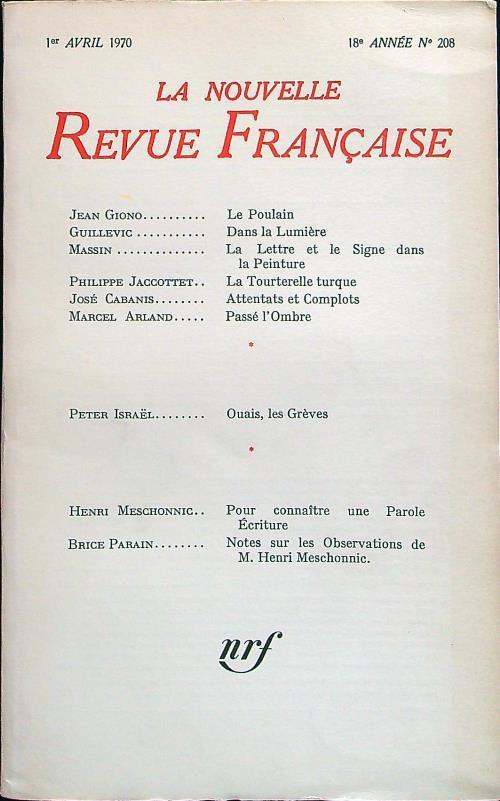 1er AVRIL 1970 18e ANNÉE No 208
LA NOUVELLE
REVUE FRANÇAISE
JEAN GIONO.......... Le Poulain
GUILLEVIC ........... Dans la Lumière
MASSIN .............. La Lettre et le Signe dans
la Peinture
PHILIPPE JACCOTTET.. La Tourterelle turque
JOSÉ CABANIS........ Attentats et Complots
MARCEL ARLAND..... Passé l'Ombre
*
PETER ISRAËL........ Ouais, les Grèves
*
HENRI MESCHONNIC.. Pour connaître une Parole
Écriture
BRICE PARAIN........ Notes sur les Observations de
M. Henri Meschonnic.
nrf